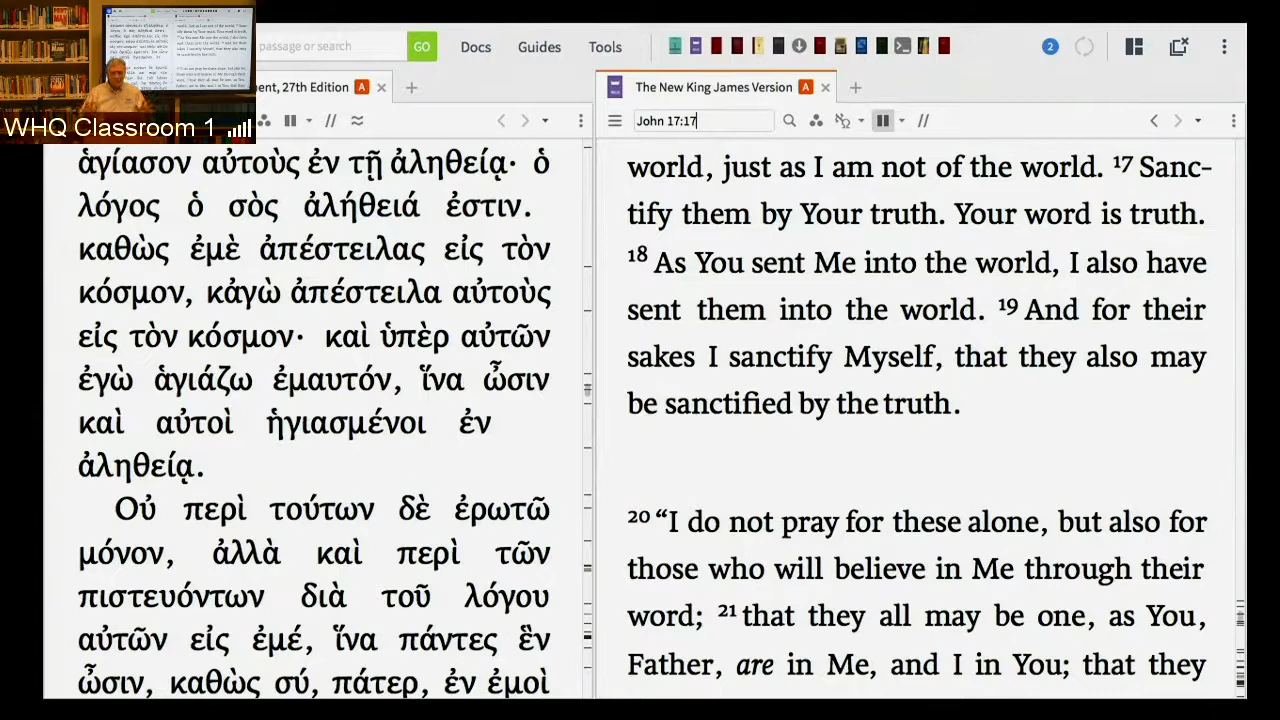 WHQ Classroom 1
passage or search
GO
Docs
Guides
Tools
2
ent, 27th Edition A
The New King James Version A
John 17:17
ἁγίασον αὐτοὺς ἐν τῇ ἀληθείᾳ· ὁ
λόγος ὁ σὸς ἀλήθειά ἐστιν.
καθὼς ἐμὲ ἀπέστειλας εἰς τὸν
κόσμον, κἀγὼ ἀπέστειλα αὐτοὺς
εἰς τὸν κόσμον· καὶ ὑπὲρ αὐτῶν
ἐγὼ ἁγιάζω ἐμαυτόν, ἵνα ὦσιν
καὶ αὐτοὶ ἡγιασμένοι ἐν
ἀληθείᾳ.
Οὐ περὶ τούτων δὲ ἐρωτῶ
μόνον, ἀλλὰ καὶ περὶ τῶν
πιστευόντων διὰ τοῦ λόγου
αὐτῶν εἰς ἐμέ, ἵνα πάντες ἓν
ὦσιν, καθὼς σύ, πάτερ, ἐν ἐμοὶ
world, just as I am not of the world. 17 Sanc-
tify them by Your truth. Your word is truth.
18 As You sent Me into the world, I also have
sent them into the world. 19 And for their
sakes I sanctify Myself, that they also may
be sanctified by the truth.
20 “I do not pray for these alone, but also for
those who will believe in Me through their
word; 21 that they all may be one, as You,
Father, are in Me, and I in You; that they